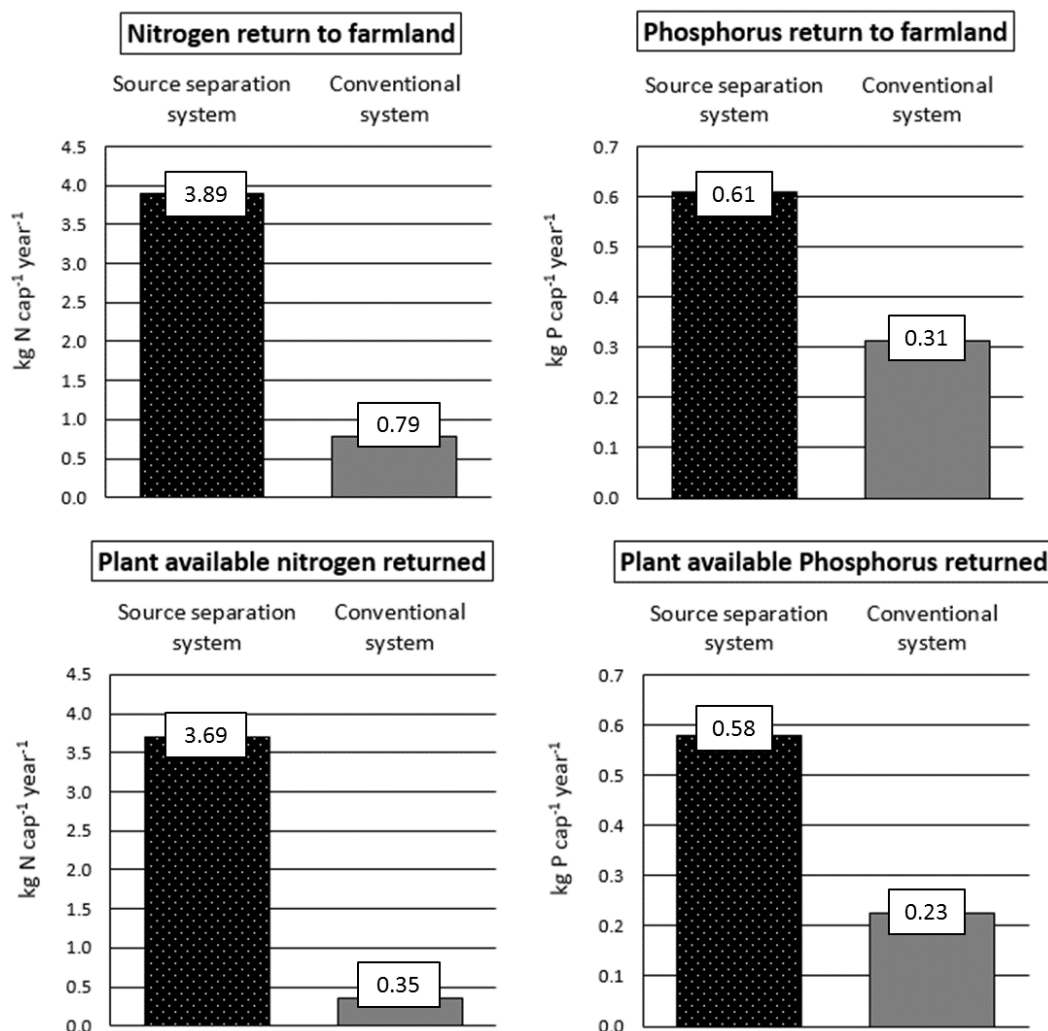 Nitrogen return to farmland
Source separation system
Conventional system
kg N cap-1 year-1
4.5
4.0
3.5
3.0
2.5
2.0
1.5
1.0
0.5
0.0
3.89
0.79
Phosphorus return to farmland
Source separation system
Conventional system
kg P cap-1 year-1
0.7
0.6
0.5
0.4
0.3
0.2
0.1
0.0
0.61
0.31
Plant available nitrogen returned
Source separation system
Conventional system
kg N cap-1 year-1
4.5
4.0
3.5
3.0
2.5
2.0
1.5
1.0
0.5
0.0
3.69
0.35
Plant available Phosphorus returned
Source separation system
Conventional system
kg P cap-1 year-1
0.7
0.6
0.5
0.4
0.3
0.2
0.1
0.0
0.58
0.23